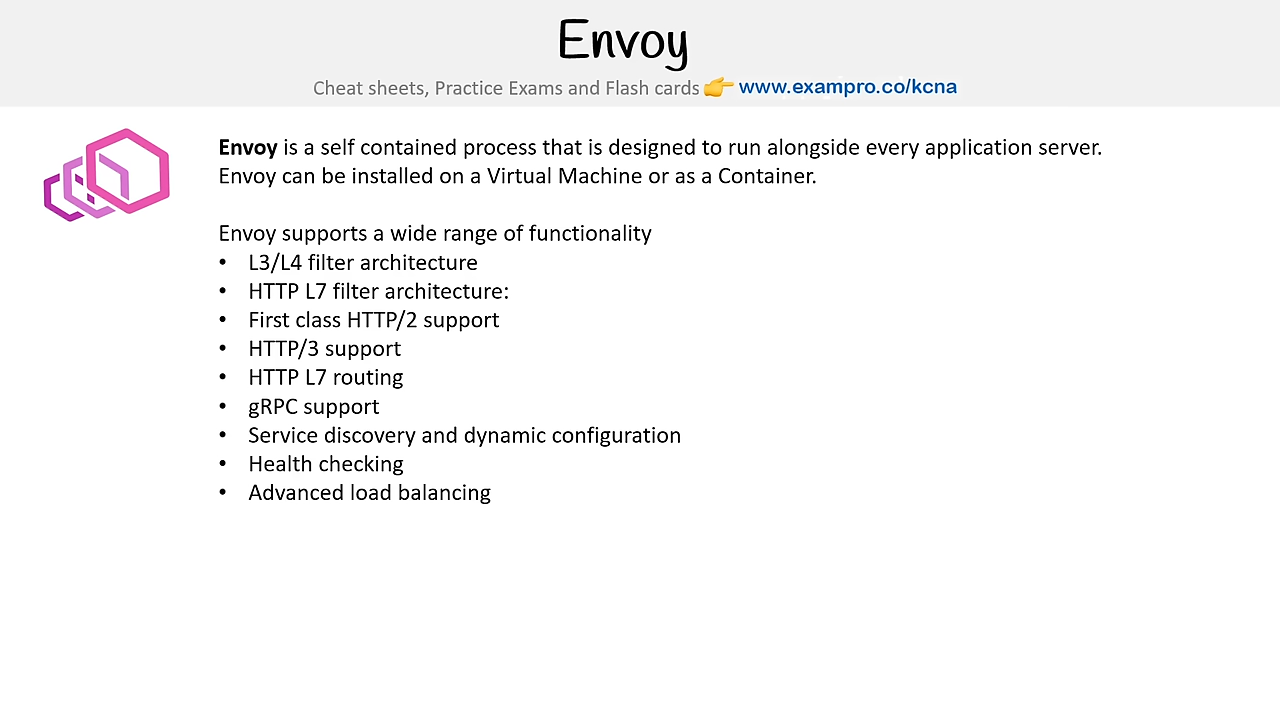 Envoy
Cheat sheets, Practice Exams and Flash cards 👉 www.exampro.co/kcna
Envoy is a self contained process that is designed to run alongside every application server.
Envoy can be installed on a Virtual Machine or as a Container.
Envoy supports a wide range of functionality
• L3/L4 filter architecture
• HTTP L7 filter architecture:
• First class HTTP/2 support
• HTTP/3 support
• HTTP L7 routing
• gRPC support
• Service discovery and dynamic configuration
• Health checking
• Advanced load balancing